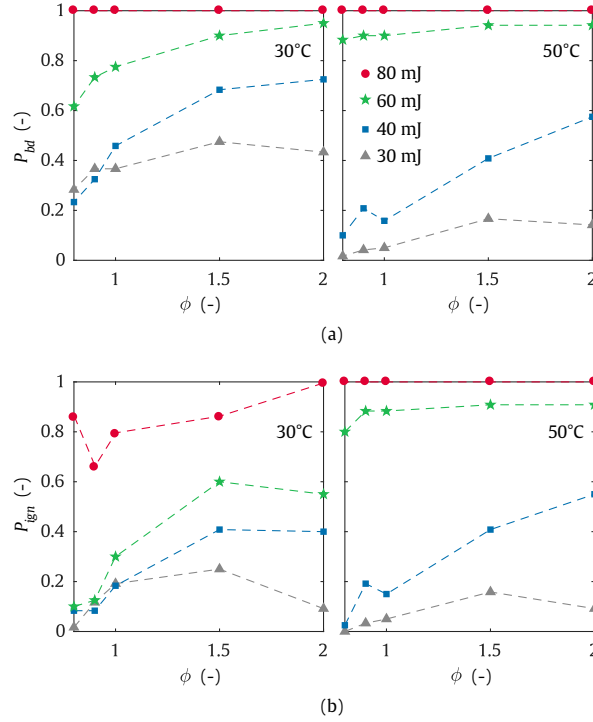 1
0.8
0.6
0.4
0.2
0
P_bd (-)
30°C
1
1.5
2
ϕ (-)
50°C
80 mJ
60 mJ
40 mJ
30 mJ
1
1.5
2
ϕ (-)
(a)
1
0.8
0.6
0.4
0.2
0
P_ign (-)
30°C
1
1.5
2
ϕ (-)
50°C
1
1.5
2
ϕ (-)
(b)